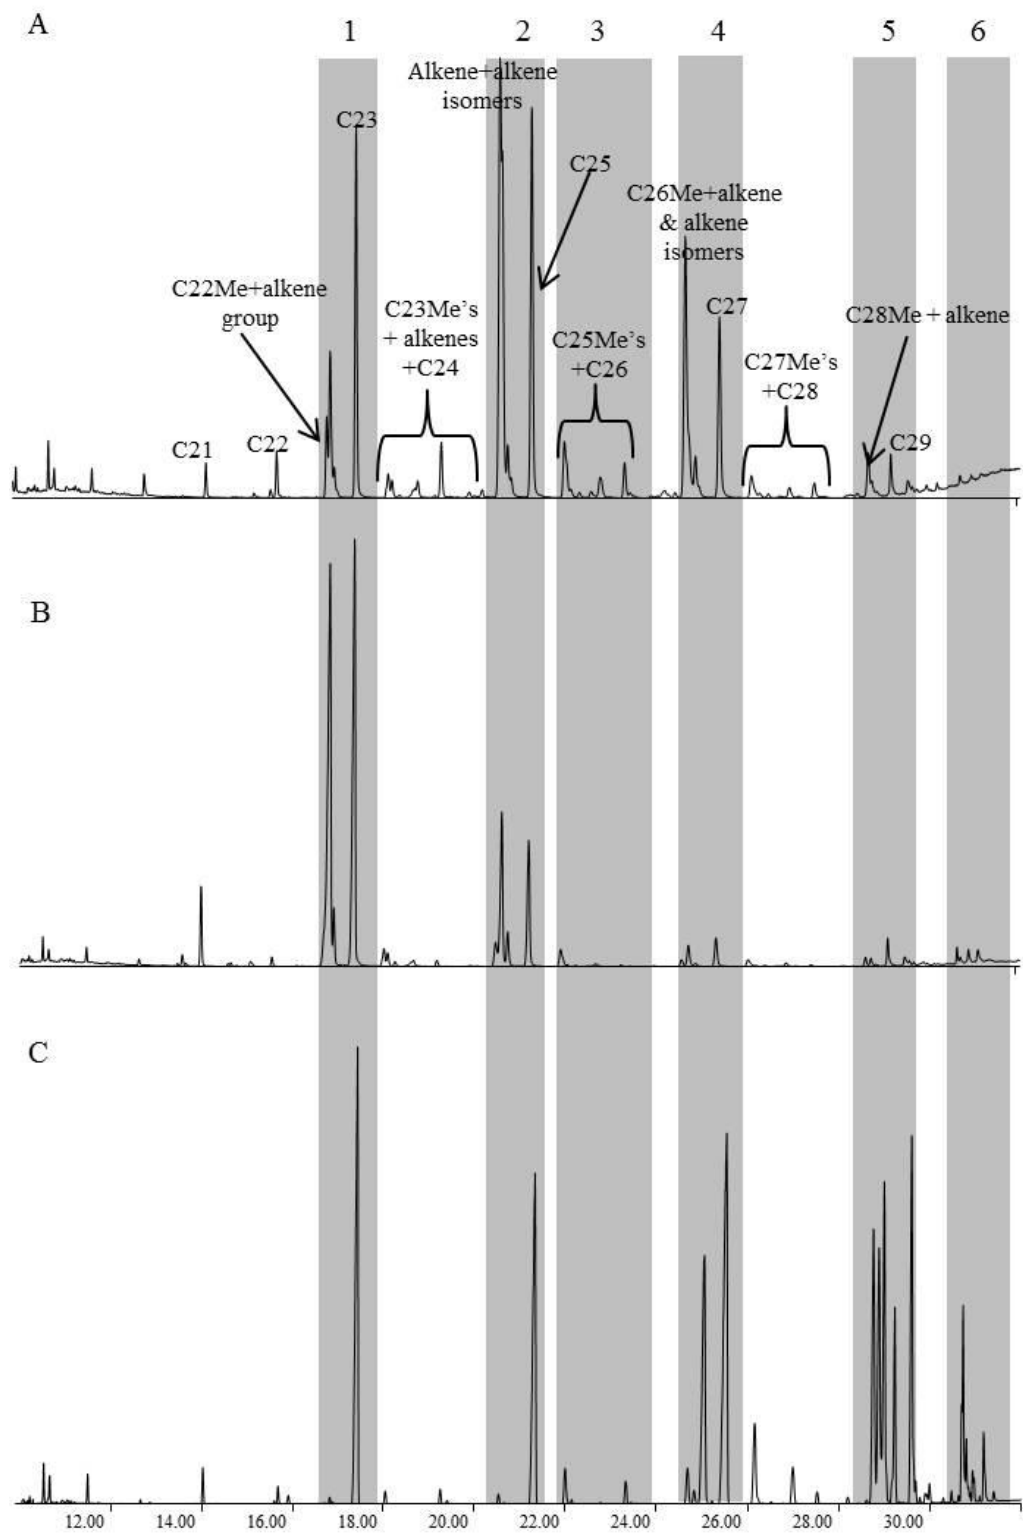 A
1 2 3 4 5 6
Alkene+alkene
isomers
C23
C25
C26Me+alkene
& alkene
isomers
C22Me+alkene
group
C23Me's
+ alkenes
+C24
C25Me's
+C26
C27
C27Me's
+C28
C28Me + alkene
C21
C22
C29
B
C
12.00 14.00 16.00 18.00 20.00 22.00 24.00 26.00 28.00 30.00